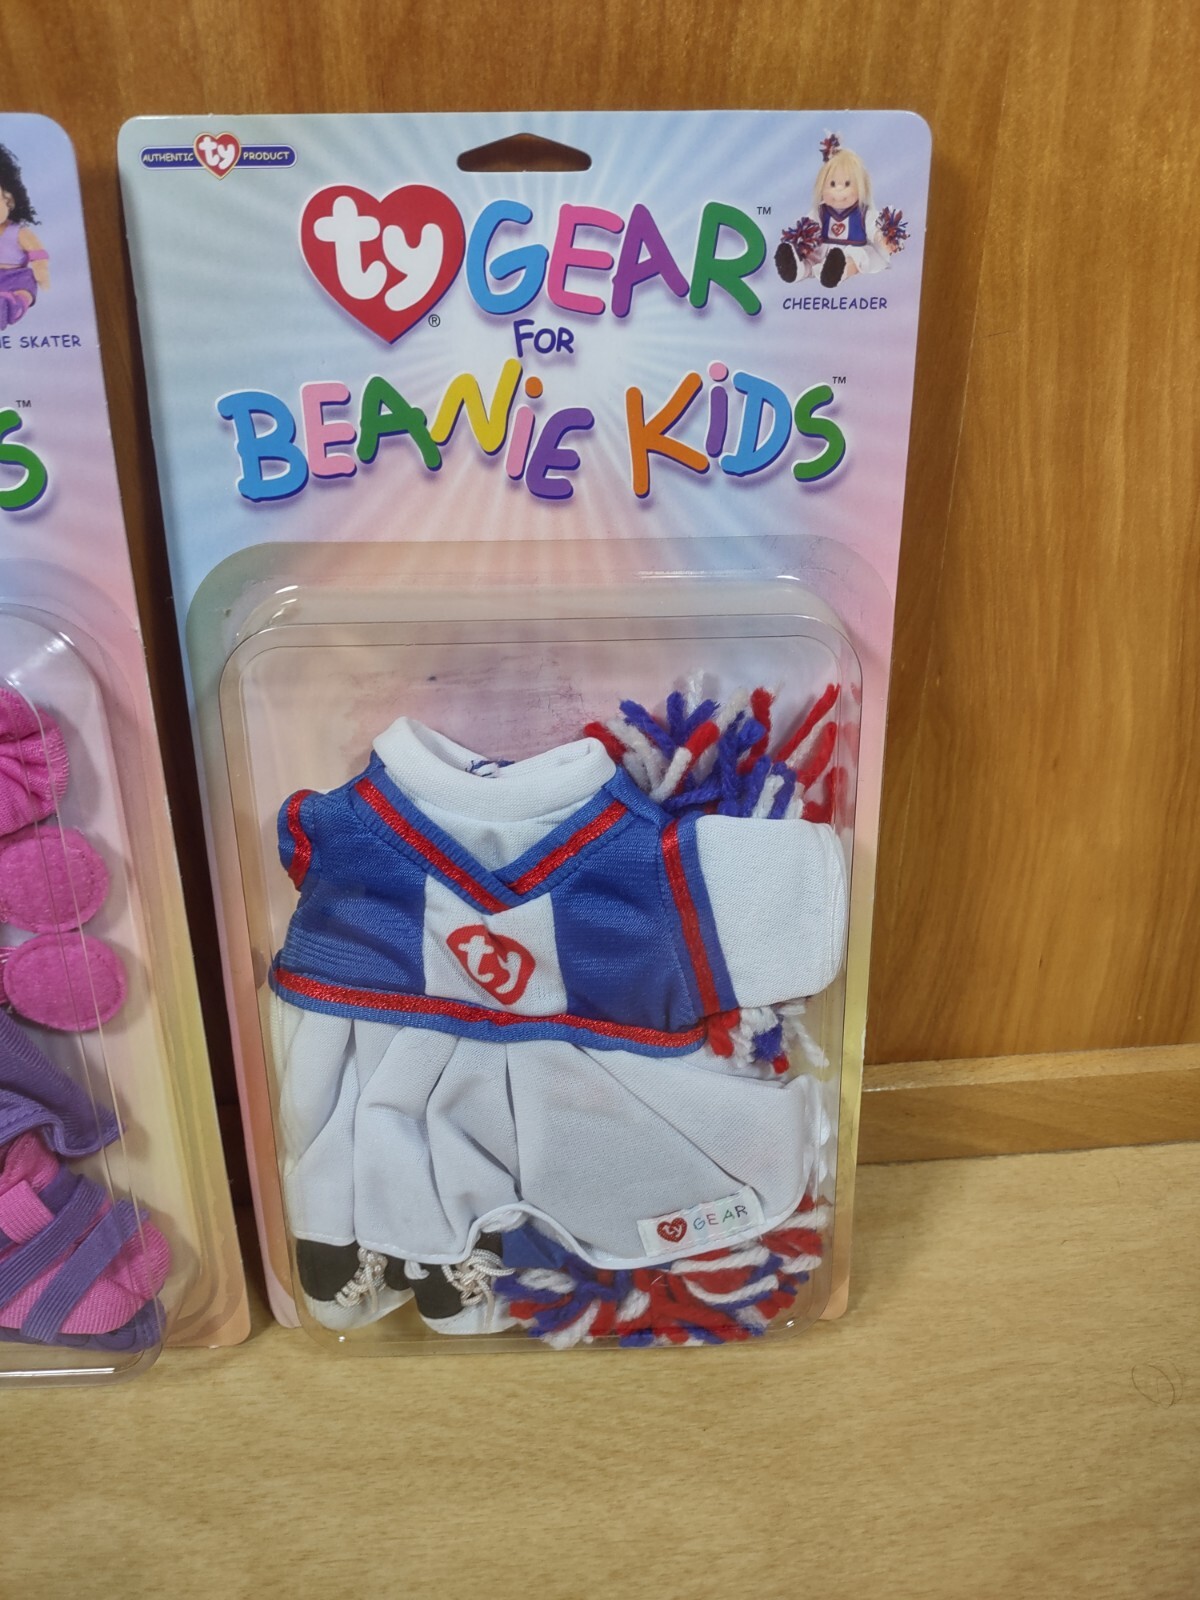 AUTHENTIC ty PRODUCT
ty® GEAR™
FOR
BEANiE KiDS™
CHEERLEADER
ty
ty GEAR
E SKATER
S™